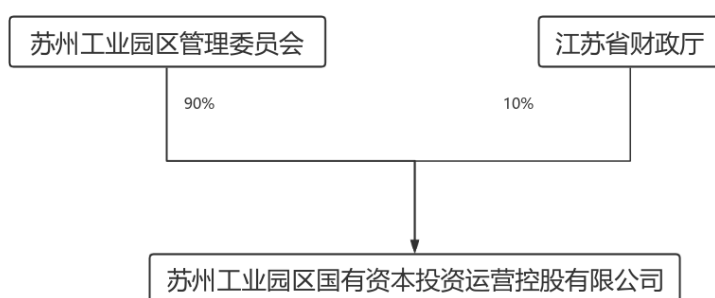 苏州工业园区管理委员会
江苏省财政厅
90%
10%
苏州工业园区国有资本投资运营控股有限公司